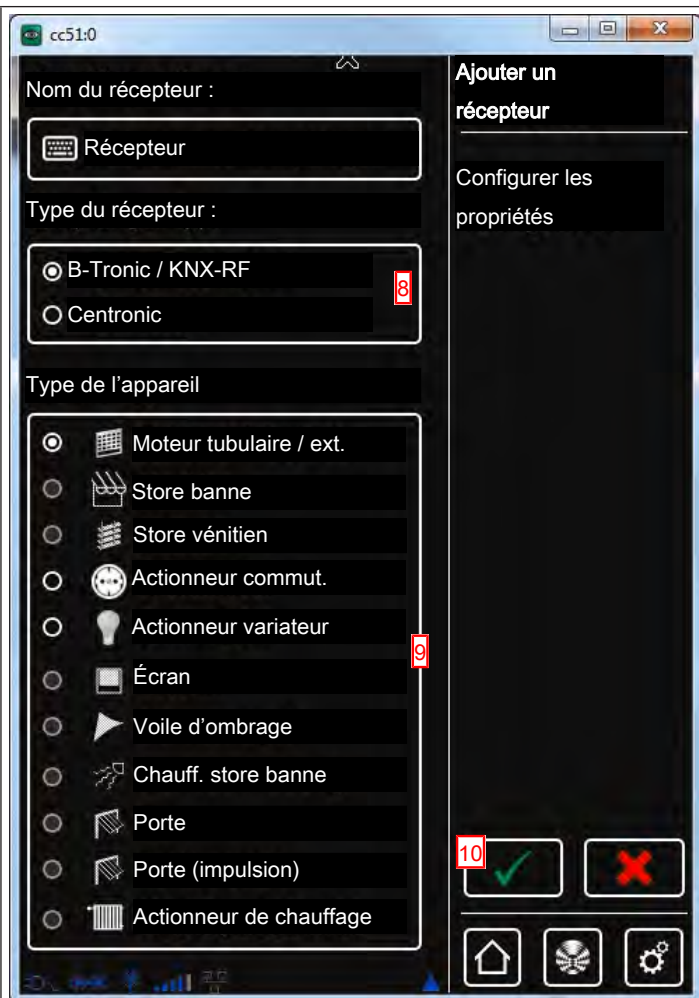 cc51:0
Nom du récepteur :
Récepteur
Type du récepteur :
B-Tronic / KNX-RF
8
Centronic
Type de l'appareil
Moteur tubulaire / ext.
Store banne
Store vénitien
Actionneur commut.
Actionneur variateur
9
Écran
Voile d'ombrage
Chauff. store banne
Porte
Porte (impulsion)
Actionneur de chauffage
Ajouter un
récepteur
Configurer les
propriétés
10